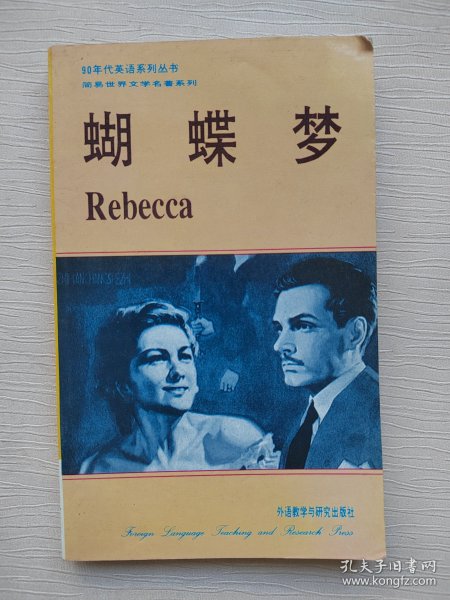 90年代英语系列丛书
简易世界文学名著系列
蝴蝶梦
Rebecca
外语教学与研究出版社
Foreign Language Teaching and Research Press
孔夫子旧书网
www.kongfz.com